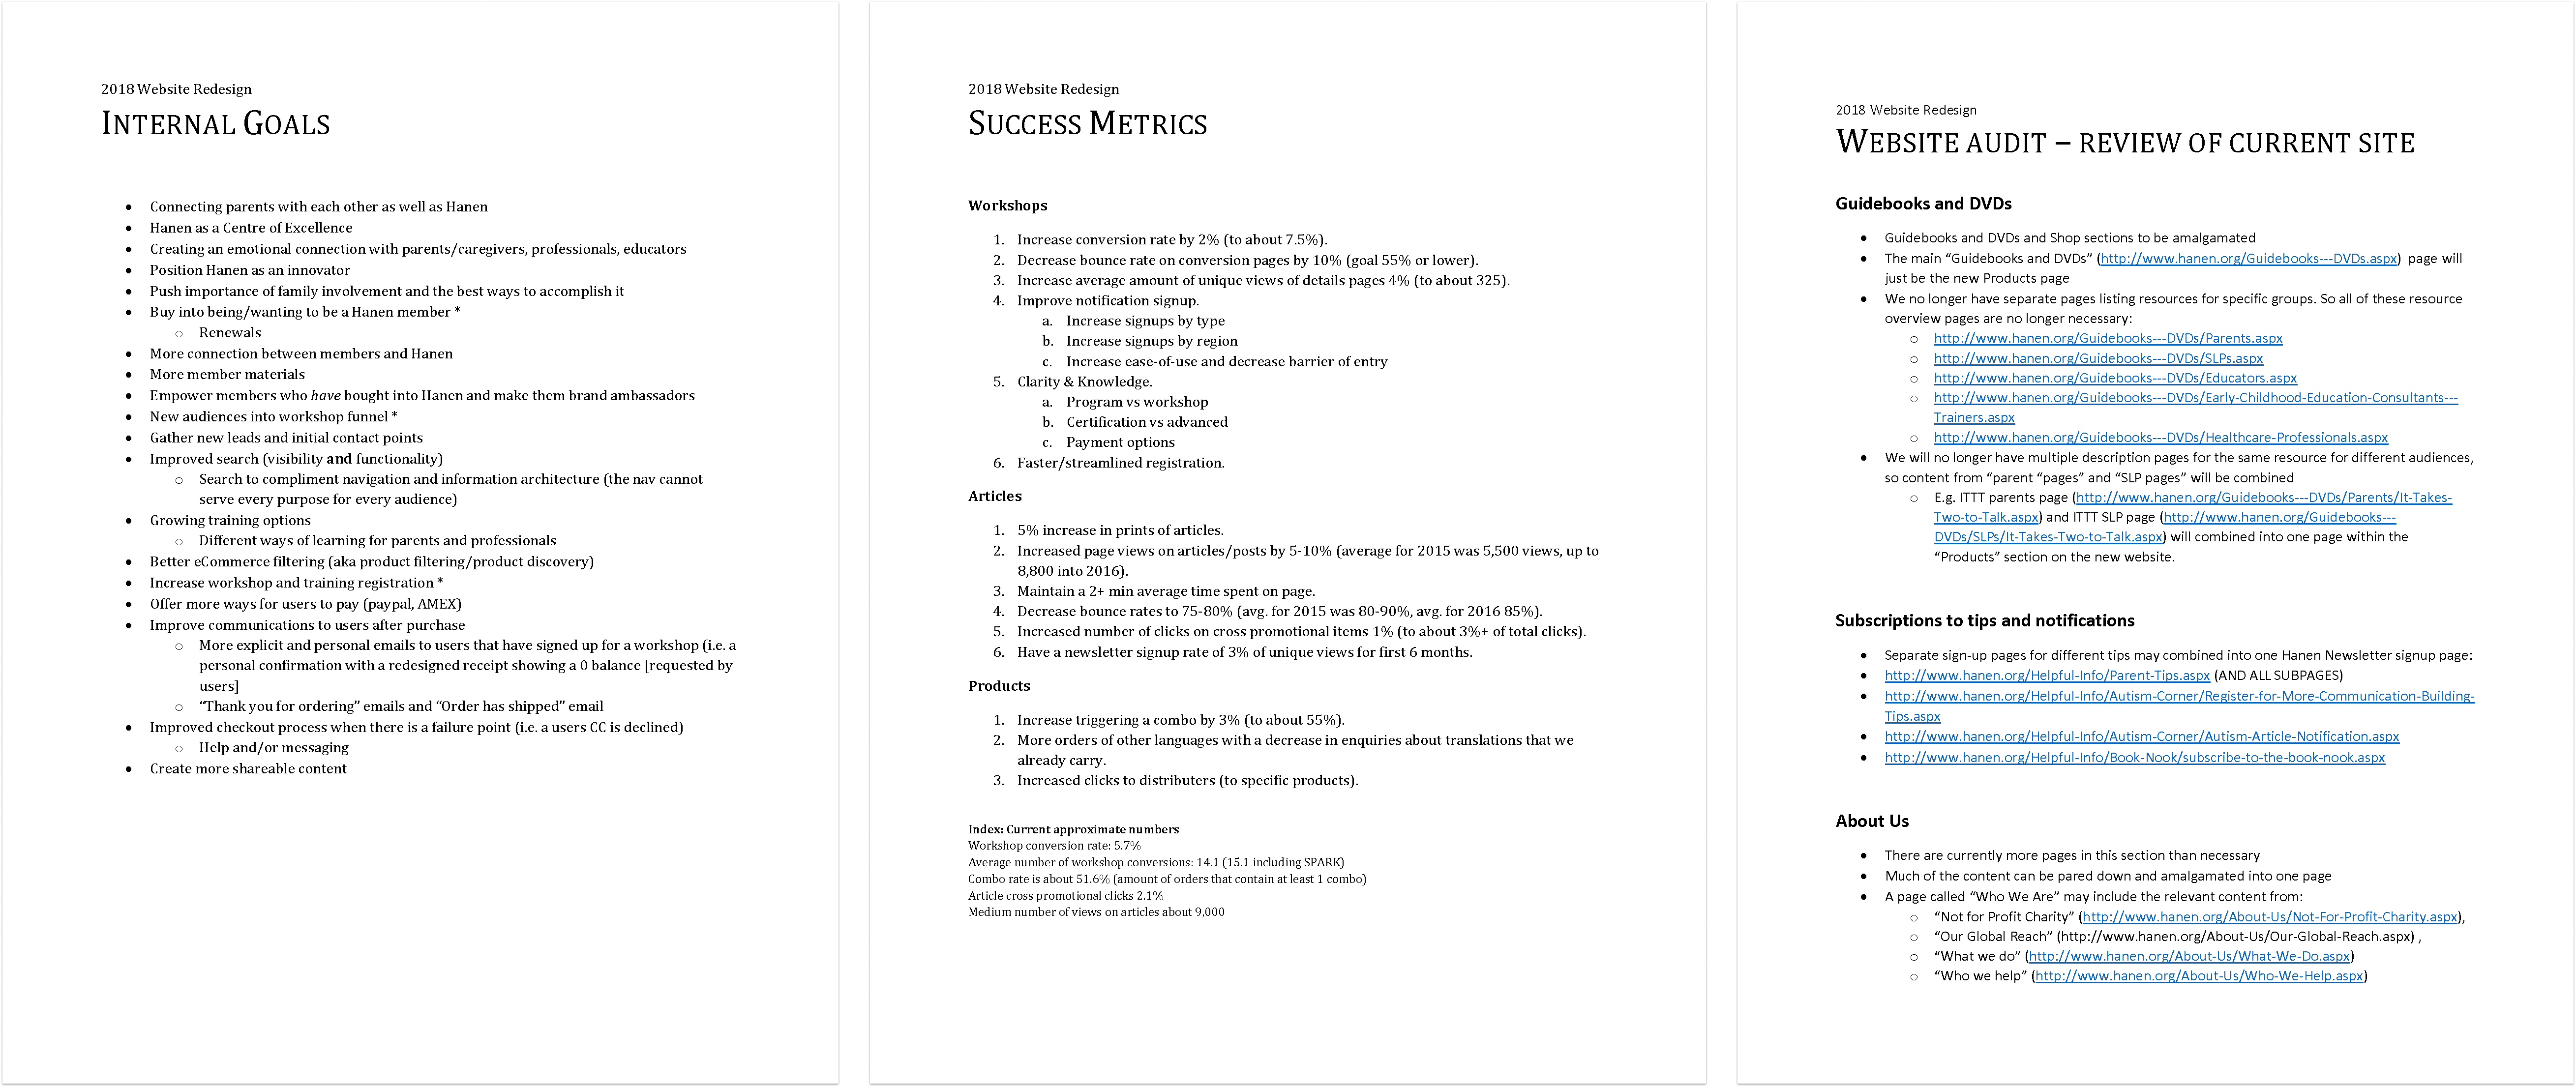 2018 Website Redesign
INTERNAL GOALS
• Connecting parents with each other as well as Hanen
• Hanen as a Centre of Excellence
• Creating an emotional connection with parents/caregivers, professionals, educators
• Position Hanen as an innovator
• Push importance of family involvement and the best ways to accomplish it
• Buy into being/wanting to be a Hanen member *
o Renewals
• More connection between members and Hanen
• More member materials
• Empower members who have bought into Hanen and make them brand ambassadors
• New audiences into workshop funnel *
• Gather new leads and initial contact points
• Improved search (visibility and functionality)
o Search to compliment navigation and information architecture (the nav cannot
serve every purpose for every audience)
• Growing training options
o Different ways of learning for parents and professionals
• Better eCommerce filtering (aka product filtering/product discovery)
• Increase workshop and training registration *
• Offer more ways for users to pay (paypal, AMEX)
• Improve communications to users after purchase
o More explicit and personal emails to users that have signed up for a workshop (i.e. a
personal confirmation with a redesigned receipt showing a 0 balance [requested by
users]
o “Thank you for ordering” emails and “Order has shipped” email
• Improved checkout process when there is a failure point (i.e. a users CC is declined)
o Help and/or messaging
• Create more shareable content
2018 Website Redesign
SUCCESS METRICS
Workshops
1. Increase conversion rate by 2% (to about 7.5%).
2. Decrease bounce rate on conversion pages by 10% (goal 55% or lower).
3. Increase average amount of unique views of details pages 4% (to about 325).
4. Improve notification signup.
a. Increase signups by type
b. Increase signups by region
c. Increase ease-of-use and decrease barrier of entry
5. Clarity & Knowledge.
a. Program vs workshop
b. Certification vs advanced
c. Payment options
6. Faster/streamlined registration.
Articles
1. 5% increase in prints of articles.
2. Increased page views on articles/posts by 5-10% (average for 2015 was 5,500 views, up to
8,800 into 2016).
3. Maintain a 2+ min average time spent on page.
4. Decrease bounce rates to 75-80% (avg. for 2015 was 80-90%, avg. for 2016 85%).
5. Increased number of clicks on cross promotional items 1% (to about 3%+ of total clicks).
6. Have a newsletter signup rate of 3% of unique views for first 6 months.
Products
1. Increase triggering a combo by 3% (to about 55%).
2. More orders of other languages with a decrease in enquiries about translations that we
already carry.
3. Increased clicks to distributers (to specific products).
Index: Current approximate numbers
Workshop conversion rate: 5.7%
Average number of workshop conversions: 14.1 (15.1 including SPARK)
Combo rate is about 51.6% (amount of orders that contain at least 1 combo)
Article cross promotional clicks 2.1%
Medium number of views on articles about 9,000
2018 Website Redesign
WEBSITE AUDIT – REVIEW OF CURRENT SITE
Guidebooks and DVDs
• Guidebooks and DVDs and Shop sections to be amalgamated
• The main “Guidebooks and DVDs” (http://www.hanen.org/Guidebooks---DVDs.aspx) page will
just be the new Products page
• We no longer have separate pages listing resources for specific groups. So all of these resource
overview pages are no longer necessary:
o http://www.hanen.org/Guidebooks---DVDs/Parents.aspx
o http://www.hanen.org/Guidebooks---DVDs/SLPs.aspx
o http://www.hanen.org/Guidebooks---DVDs/Educators.aspx
o http://www.hanen.org/Guidebooks---DVDs/Early-Childhood-Education-Consultants---
Trainers.aspx
o http://www.hanen.org/Guidebooks---DVDs/Healthcare-Professionals.aspx
• We will no longer have multiple description pages for the same resource for different audiences,
so content from “parent “pages” and “SLP pages” will be combined
o E.g. ITTT parents page (http://www.hanen.org/Guidebooks---DVDs/Parents/It-Takes-
Two-to-Talk.aspx) and ITTT SLP page (http://www.hanen.org/Guidebooks---
DVDs/SLPs/It-Takes-Two-to-Talk.aspx) will combined into one page within the
“Products” section on the new website.
Subscriptions to tips and notifications
• Separate sign-up pages for different tips may combined into one Hanen Newsletter signup page:
• http://www.hanen.org/Helpful-Info/Parent-Tips.aspx (AND ALL SUBPAGES)
• http://www.hanen.org/Helpful-Info/Autism-Corner/Register-for-More-Communication-Building-
Tips.aspx
• http://www.hanen.org/Helpful-Info/Autism-Corner/Autism-Article-Notification.aspx
• http://www.hanen.org/Helpful-Info/Book-Nook/subscribe-to-the-book-nook.aspx
About Us
• There are currently more pages in this section than necessary
• Much of the content can be pared down and amalgamated into one page
• A page called “Who We Are” may include the relevant content from:
o “Not for Profit Charity” (http://www.hanen.org/About-Us/Not-For-Profit-Charity.aspx),
o “Our Global Reach” (http://www.hanen.org/About-Us/Our-Global-Reach.aspx) ,
o “What we do” (http://www.hanen.org/About-Us/What-We-Do.aspx)
o “Who we help” (http://www.hanen.org/About-Us/Who-We-Help.aspx)